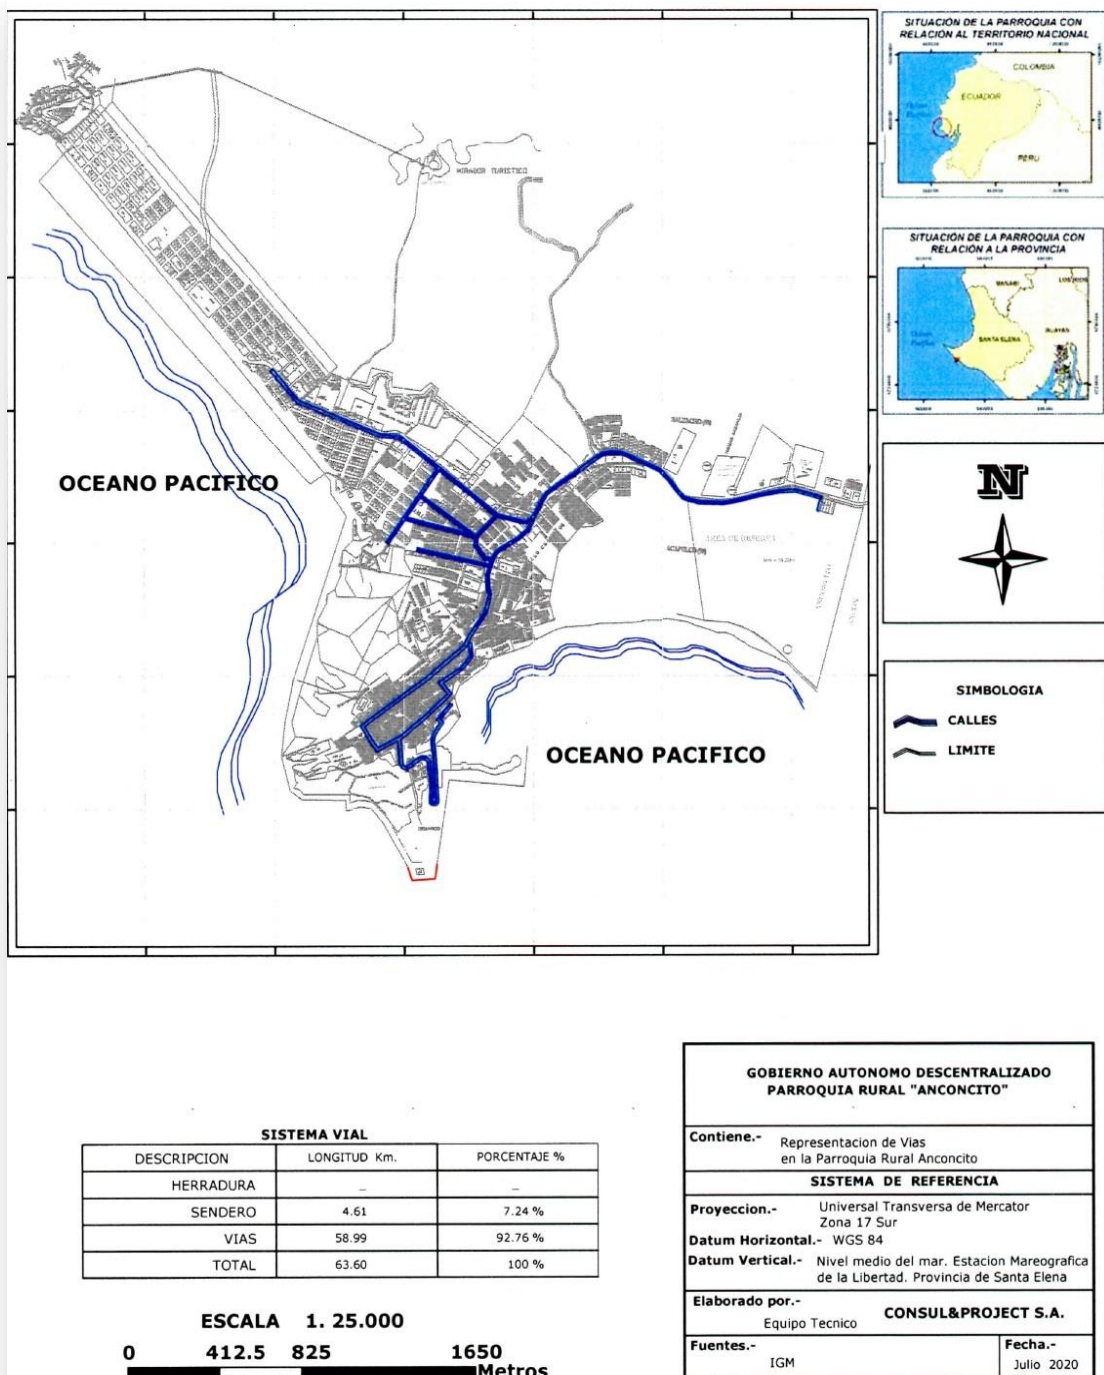 SITUACIÓN DE LA PARROQUIA CON
RELACIÓN AL TERRITORIO NACIONAL
COLOMBIA
ECUADOR
PERU
SITUACIÓN DE LA PARROQUIA CON
RELACIÓN A LA PROVINCIA
MANABI
SANTA ELENA
MIRADOR TURISTICO
OCEANO PACIFICO
N
AREA DE RESERVA
OCEANO PACIFICO
SIMBOLOGIA
CALLES
LIMITE
SISTEMA VIAL
DESCRIPCION LONGITUD Km. PORCENTAJE %
HERRADURA _ _
SENDERO 4.61 7.24 %
VIAS 58.99 92.76 %
TOTAL 63.60 100 %
ESCALA 1. 25.000
0 412.5 825 1650
Metros
GOBIERNO AUTONOMO DESCENTRALIZADO
PARROQUIA RURAL "ANCONCITO"
Contiene.- Representacion de Vias
en la Parroquia Rural Anconcito
SISTEMA DE REFERENCIA
Proyeccion.- Universal Transversa de Mercator
Zona 17 Sur
Datum Horizontal.- WGS 84
Datum Vertical.- Nivel medio del mar. Estacion Mareografica
de la Libertad. Provincia de Santa Elena
Elaborado por.-
Equipo Tecnico CONSUL&PROJECT S.A.
Fuentes.-
IGM
Fecha.-
Julio 2020